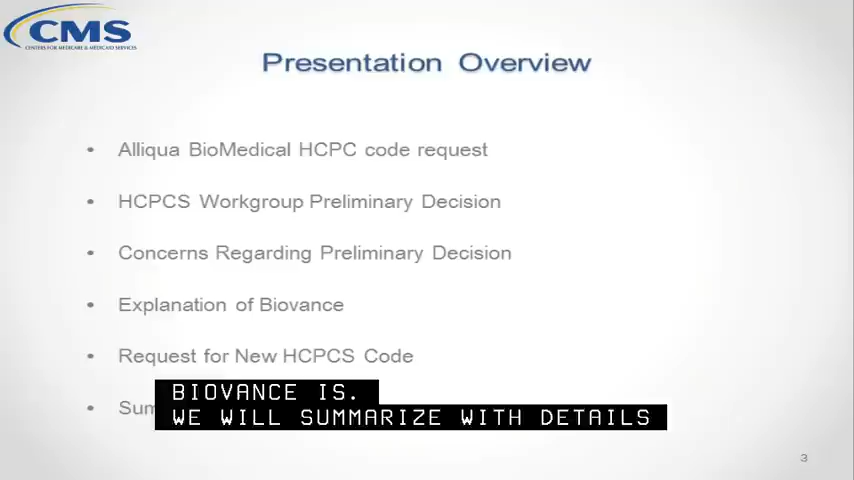 CMS
CENTERS FOR MEDICARE & MEDICAID SERVICES
Presentation Overview
• Alliqua BioMedical HCPC code request
• HCPCS Workgroup Preliminary Decision
• Concerns Regarding Preliminary Decision
• Explanation of Biovance
• Request for New HCPCS Code
BIOVANCE IS.
WE WILL SUMMARIZE WITH DETAILS
3